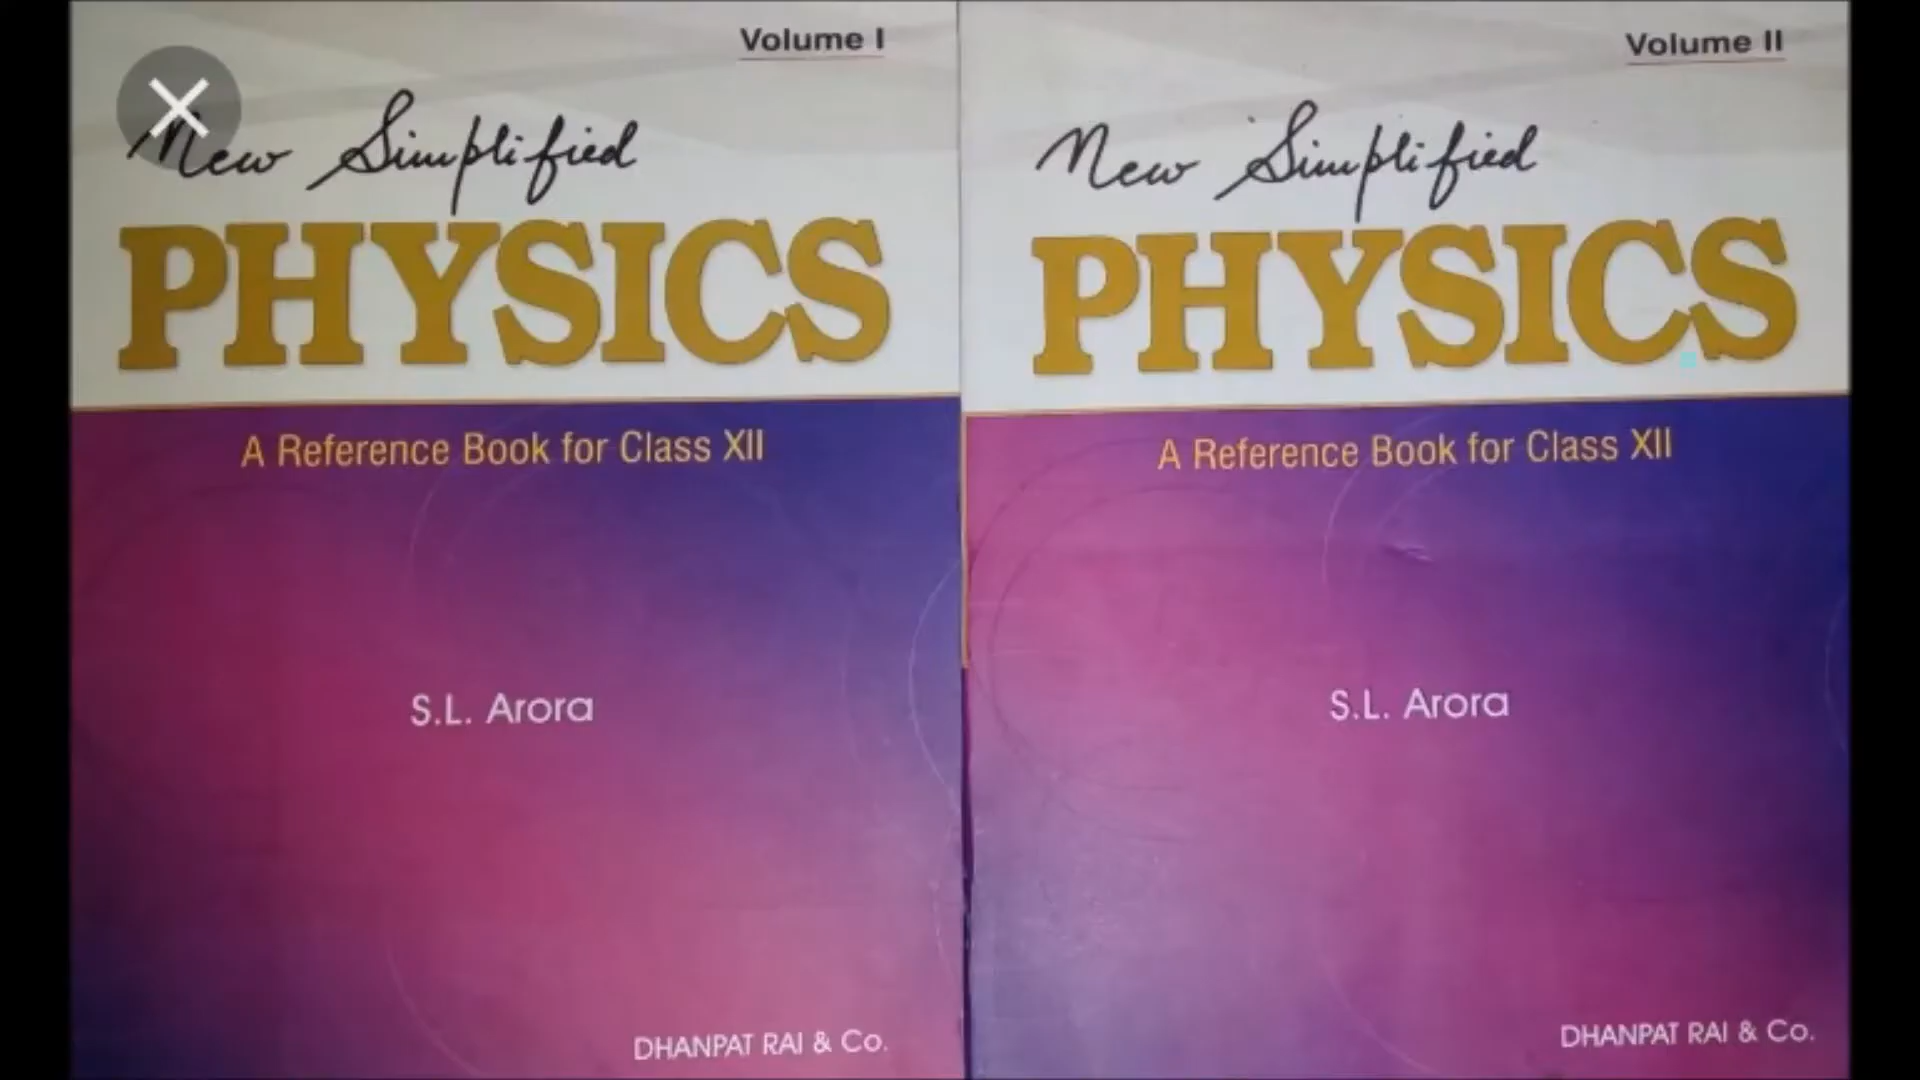 Volume I
New Simplified
PHYSICS
A Reference Book for Class XII
S.L. Arora
DHANPAT RAI & Co.
Volume II
New Simplified
PHYSICS
A Reference Book for Class XII
S.L. Arora
DHANPAT RAI & Co.